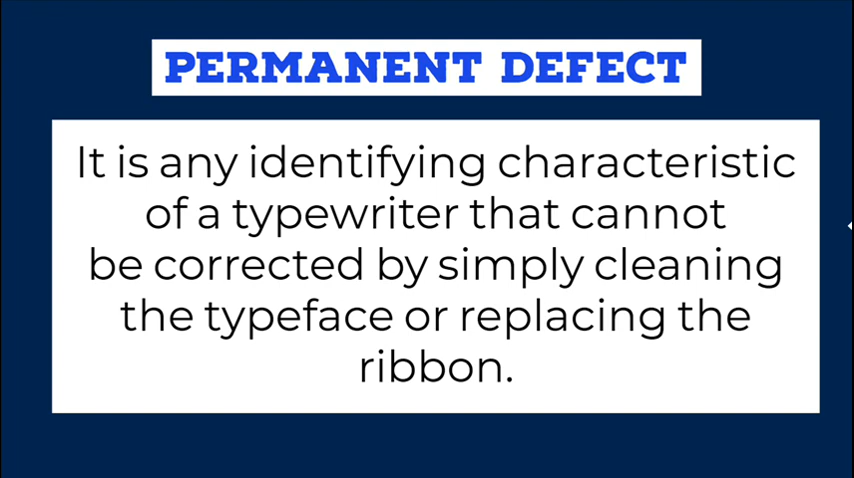 PERMANENT DEFECT
It is any identifying characteristic
of a typewriter that cannot
be corrected by simply cleaning
the typeface or replacing the
ribbon.